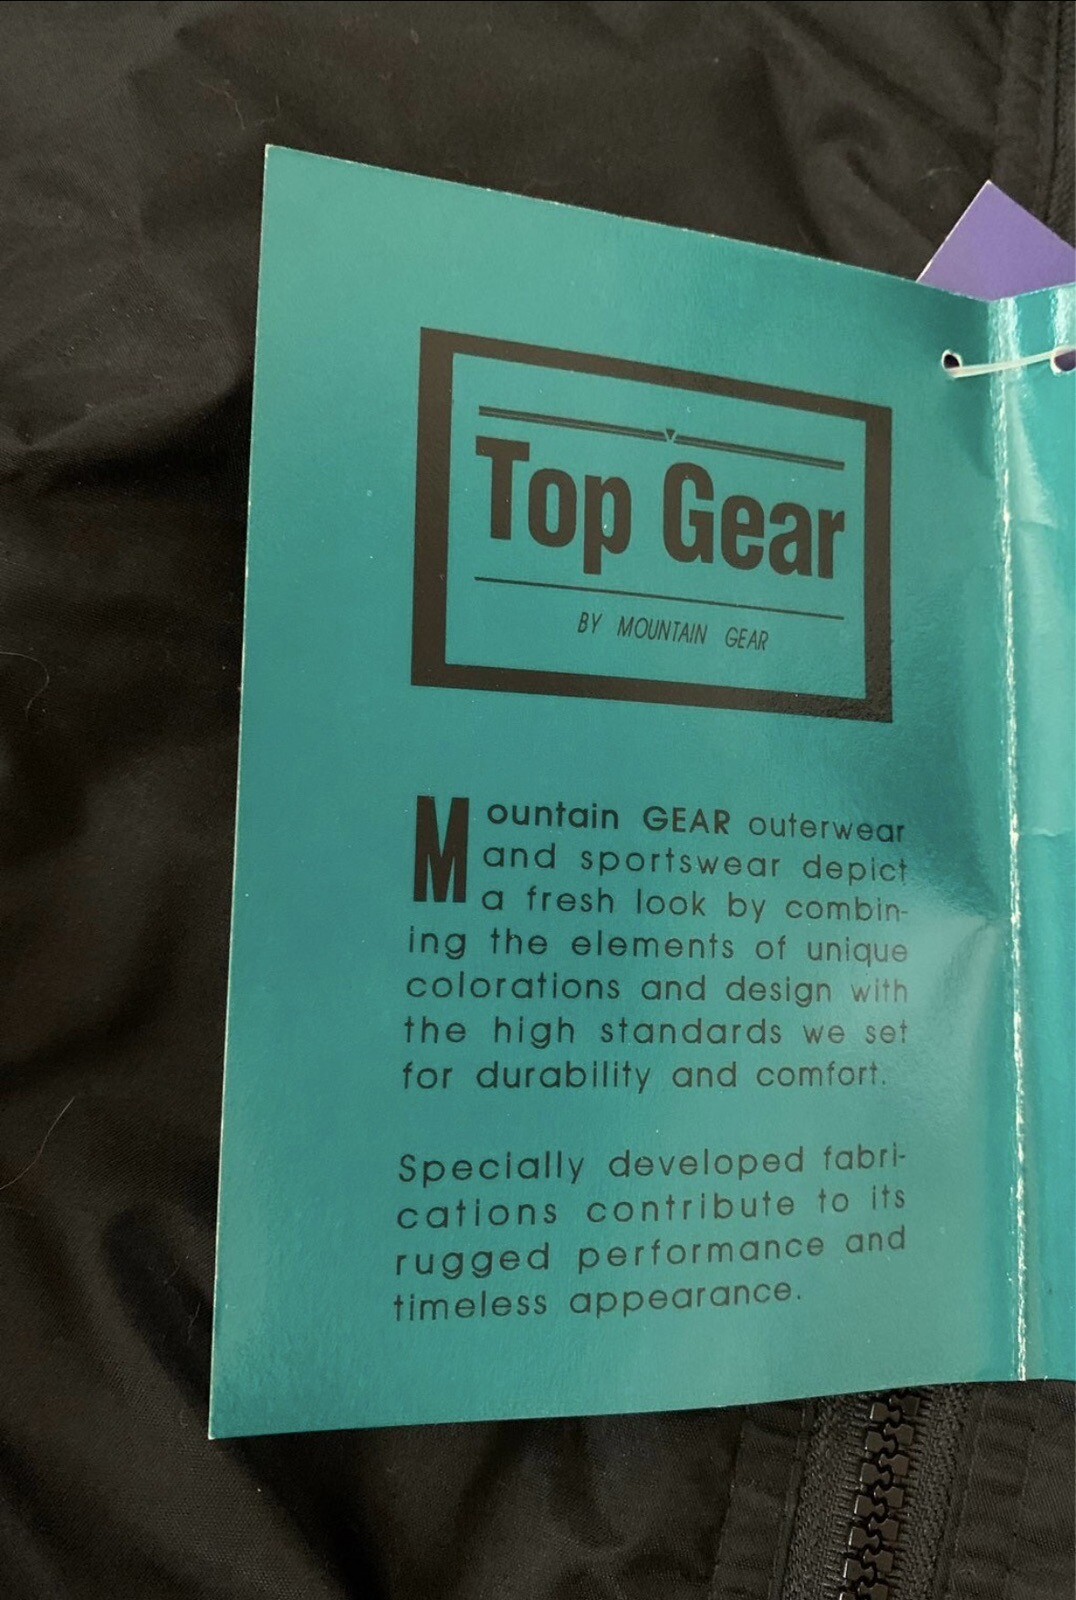 Top Gear
BY MOUNTAIN GEAR
Mountain GEAR outerwear
and sportswear depict
a fresh look by combin-
ing the elements of unique
colorations and design with
the high standards we set
for durability and comfort.
Specially developed fabri-
cations contribute to its
rugged performance and
timeless appearance.